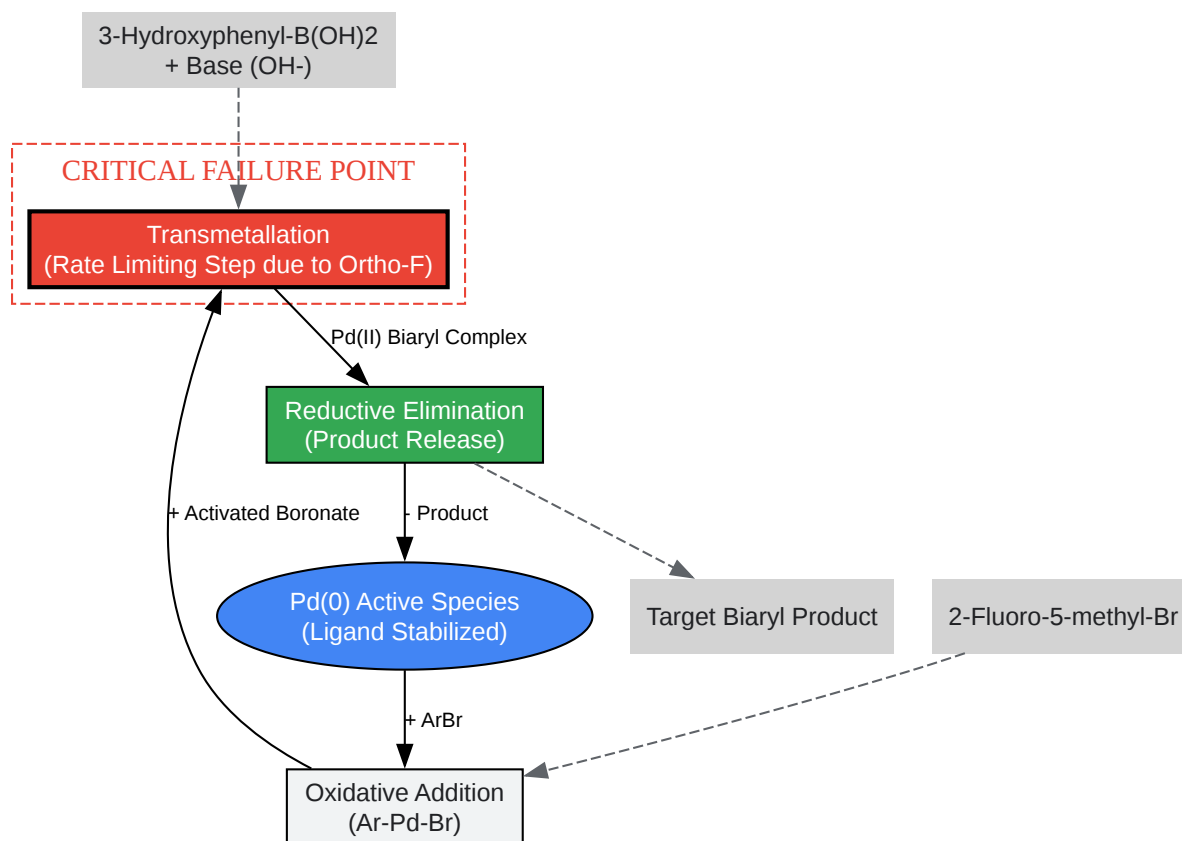 3-Hydroxyphenyl-B(OH)2
+ Base (OH-)
CRITICAL FAILURE POINT
Transmetallation
(Rate Limiting Step due to Ortho-F)
Pd(II) Biaryl Complex
Reductive Elimination
(Product Release)
+ Activated Boronate
- Product
Pd(0) Active Species
(Ligand Stabilized)
Target Biaryl Product
2-Fluoro-5-methyl-Br
+ ArBr
Oxidative Addition
(Ar-Pd-Br)